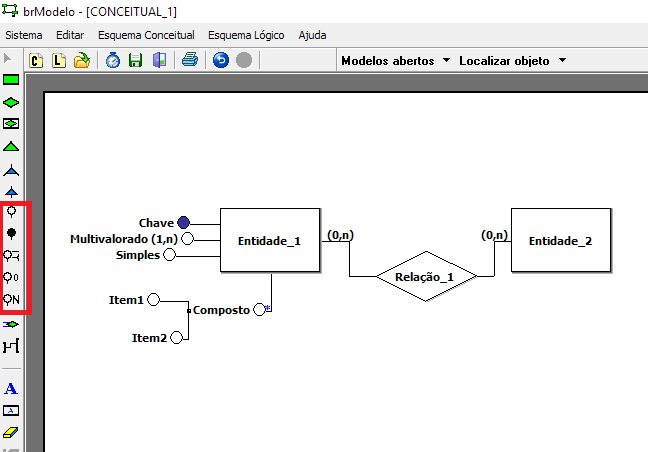 brModelo - [CONCEITUAL_1]
Sistema Editar Esquema Conceitual Esquema Lógico Ajuda
C L Modelos abertos Localizar objeto
Chave
Multivalorado (1,n)
Simples
Entidade_1
(0,n)
(0,n)
Entidade_2
Relação_1
Item1
Composto *
Item2
0
N
A
A